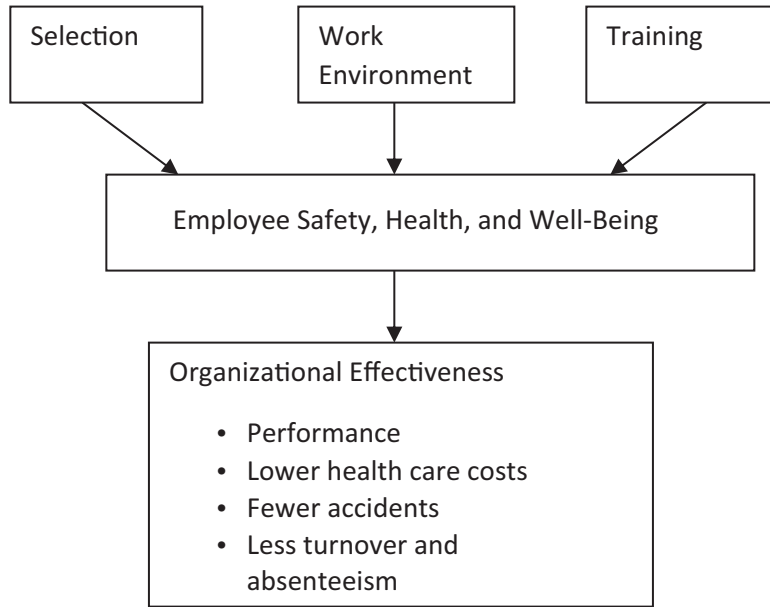 Selection
Work
Environment
Training
Employee Safety, Health, and Well-Being
Organizational Effectiveness
• Performance
• Lower health care costs
• Fewer accidents
• Less turnover and
absenteeism